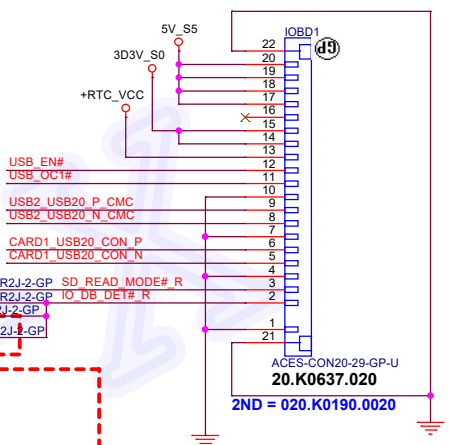 5V_S5
IOBD1
3D3V_S0
GP
+RTC_VCC
22
20
19
18
17
16
15
14
13
USB_EN# 12
USB_OC1# 11
10
USB2_USB20_P_CMC 9
USB2_USB20_N_CMC 8
7
CARD1_USB20_CON_P 6
CARD1_USB20_CON_N 5
4
R2J-2-GP SD_READ_MODE#_R 3
R2J-2-GP IO_DB_DET#_R 2
J-2-GP
1
2J-2-GP
21
ACES-CON20-29-GP-U
20.K0637.020
2ND = 020.K0190.0020